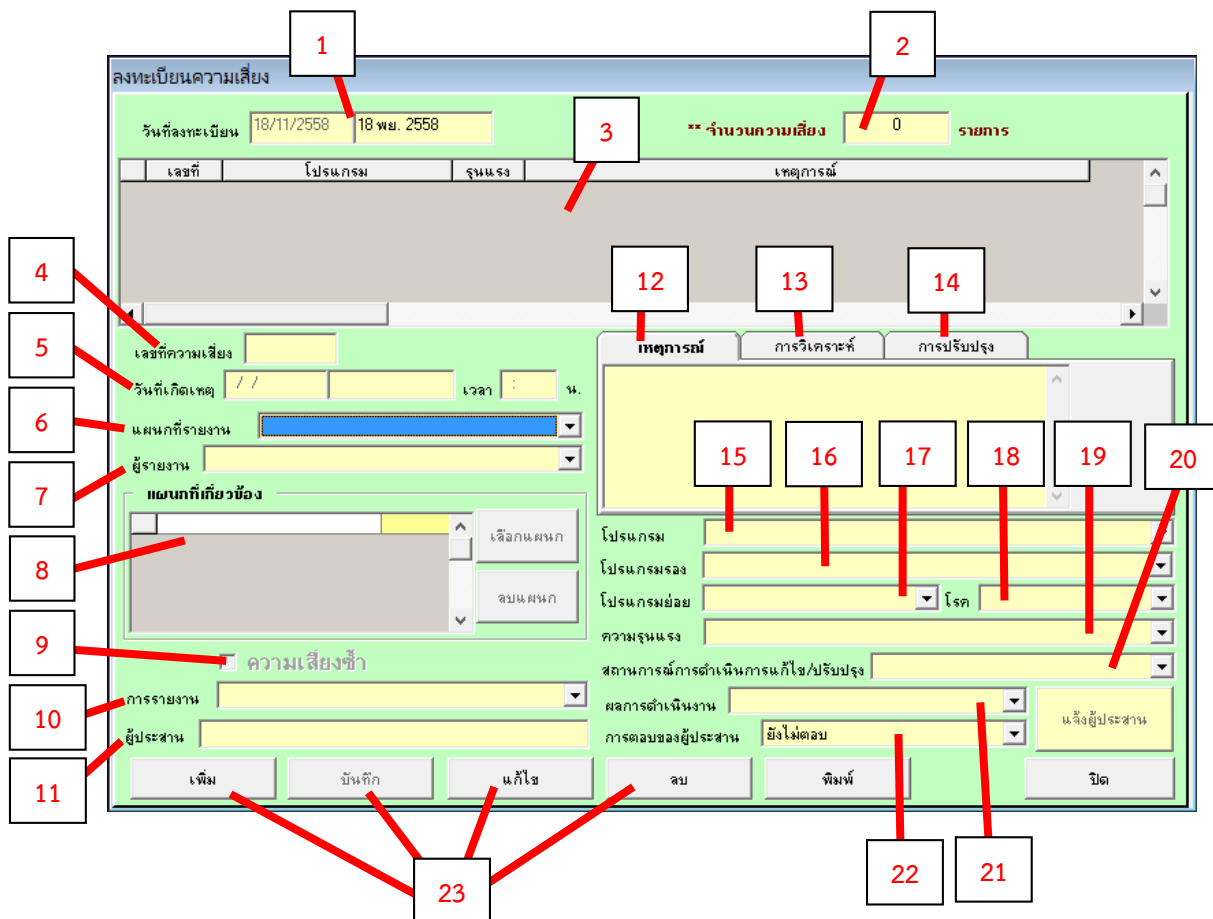 1
2
ลงทะเบียนความเสี่ยง
วันที่ลงทะเบียน 18/11/2558 18 พย. 2558 ** จำนวนความเสี่ยง 0 รายการ
3
เลขที่ โปรแกรม รุนแรง เหตุการณ์
4
12 13 14
5
เลขที่ความเสี่ยง
เหตุการณ์ การวิเคราะห์ การปรับปรุง
วันที่เกิดเหตุ / / เวลา : น.
6
แผนกที่รายงาน
7
ผู้รายงาน
15 16 17 18 19 20
แผนกที่เกี่ยวข้อง
8
เลือกแผนก
ลบแผนก
โปรแกรม
โปรแกรมรอง
โปรแกรมย่อย โรค
ความรุนแรง
9
ความเสี่ยงซ้ำ
สถานการณ์การดำเนินการแก้ไข/ปรับปรุง
10
การรายงาน
ผลการดำเนินงาน
แจ้งผู้ประสาน
11
ผู้ประสาน
การตอบของผู้ประสาน ยังไม่ตอบ
เพิ่ม บันทึก แก้ไข ลบ พิมพ์ ปิด
23
22 21